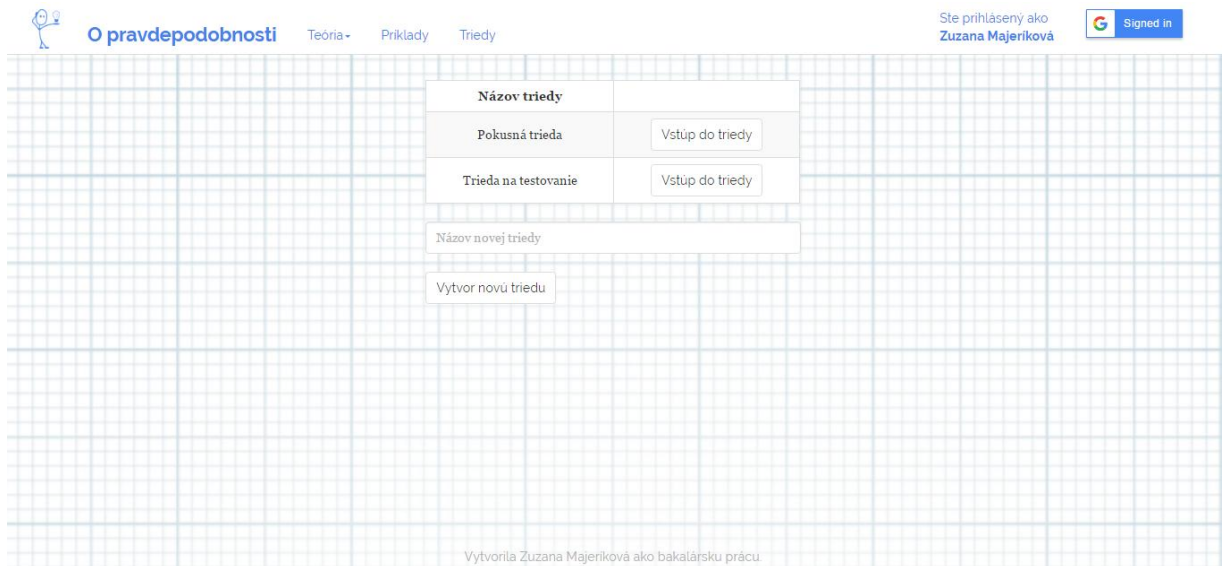 O pravdepodobnosti Teória Príklady Triedy
Ste prihlásený ako
Zuzana Majeríková
Signed in
Názov triedy
Pokusná trieda Vstúp do triedy
Trieda na testovanie Vstúp do triedy
Názov novej triedy
Vytvor novú triedu
Vytvorila Zuzana Majeríková ako bakalársku prácu.